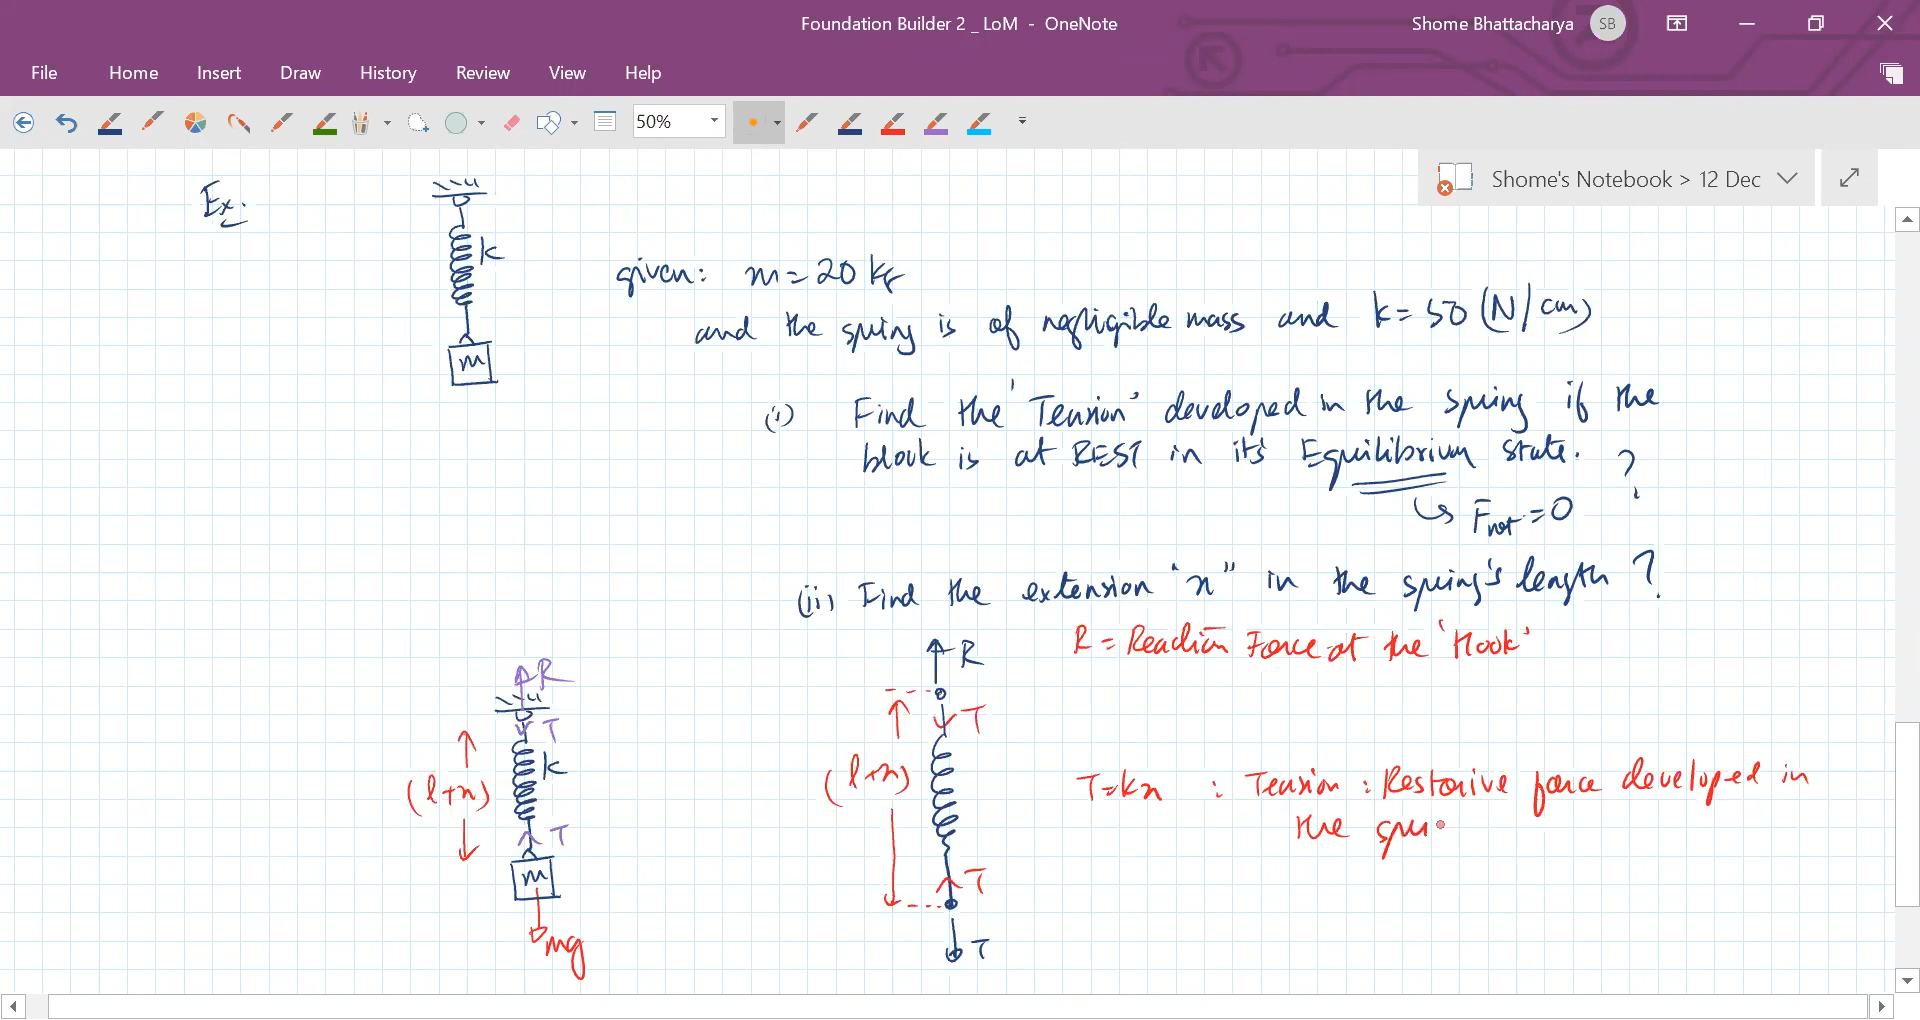 Foundation Builder 2 _ LoM - OneNote
Shome Bhattacharya
SB
File Home Insert Draw History Review View Help
50%
Shome's Notebook > 12 Dec
Ex.
k
m
given: m = 20 kg
and the spring is of negligible mass and k = 50 (N/cm)
(i) Find the 'Tension' developed in the spring if the
block is at REST in it's Equilibrium state. ?
↳ Fnet = 0
(ii) Find the extension "x" in the spring's length ?
R = Reaction Force at the 'Hook'
R
T
k
(l+x)
T
m
mg
R
T
(l+x)
T
T
T = kx : Tension : Restorive force developed in
the spri